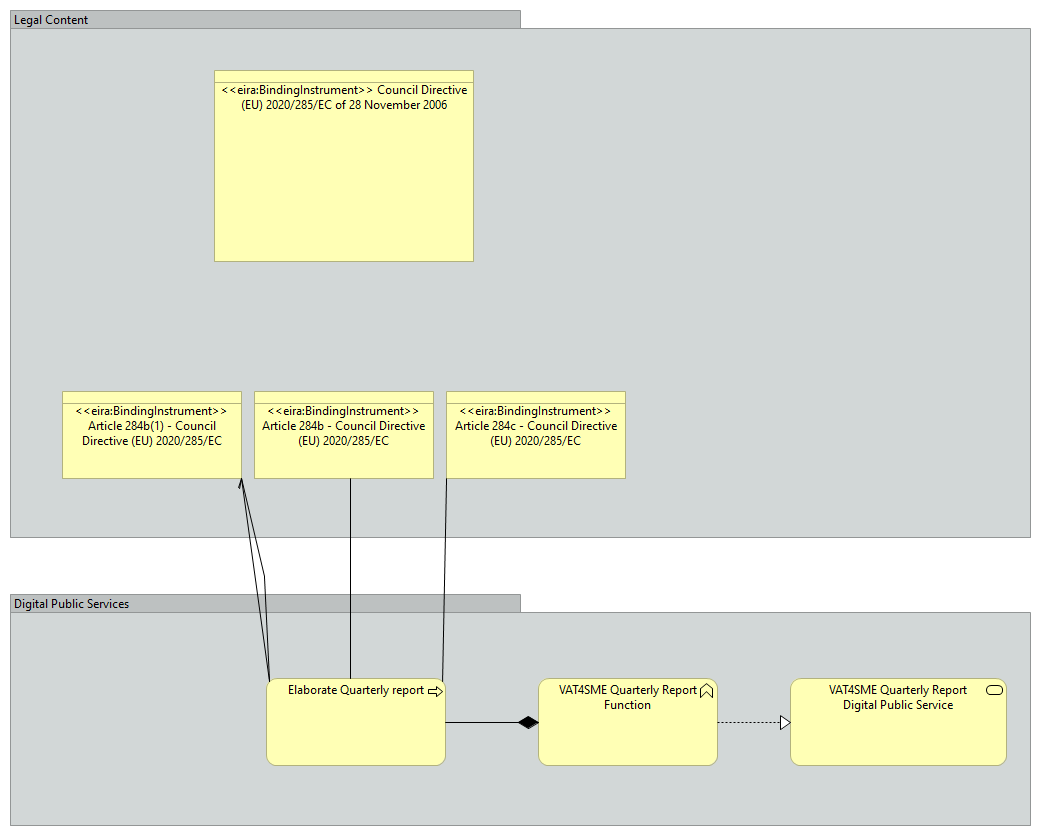 Legal Content
<<eira:BindingInstrument>> Council Directive
(EU) 2020/285/EC of 28 November 2006
<<eira:BindingInstrument>>
Article 284b(1) - Council
Directive (EU) 2020/285/EC
<<eira:BindingInstrument>>
Article 284b - Council Directive
(EU) 2020/285/EC
<<eira:BindingInstrument>>
Article 284c - Council Directive
(EU) 2020/285/EC
Digital Public Services
Elaborate Quarterly report
VAT4SME Quarterly Report
Function
VAT4SME Quarterly Report
Digital Public Service